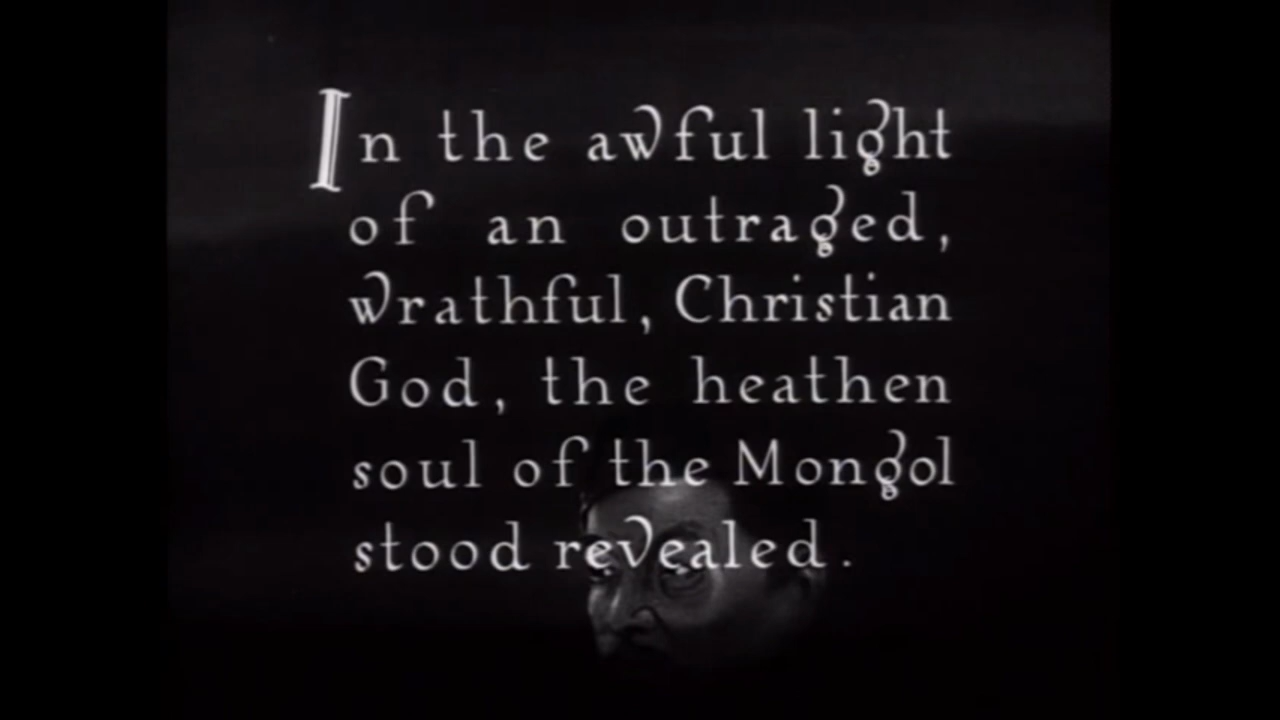 In the awful light
of an outraged,
wrathful, Christian
God, the heathen
soul of the Mongol
stood revealed.